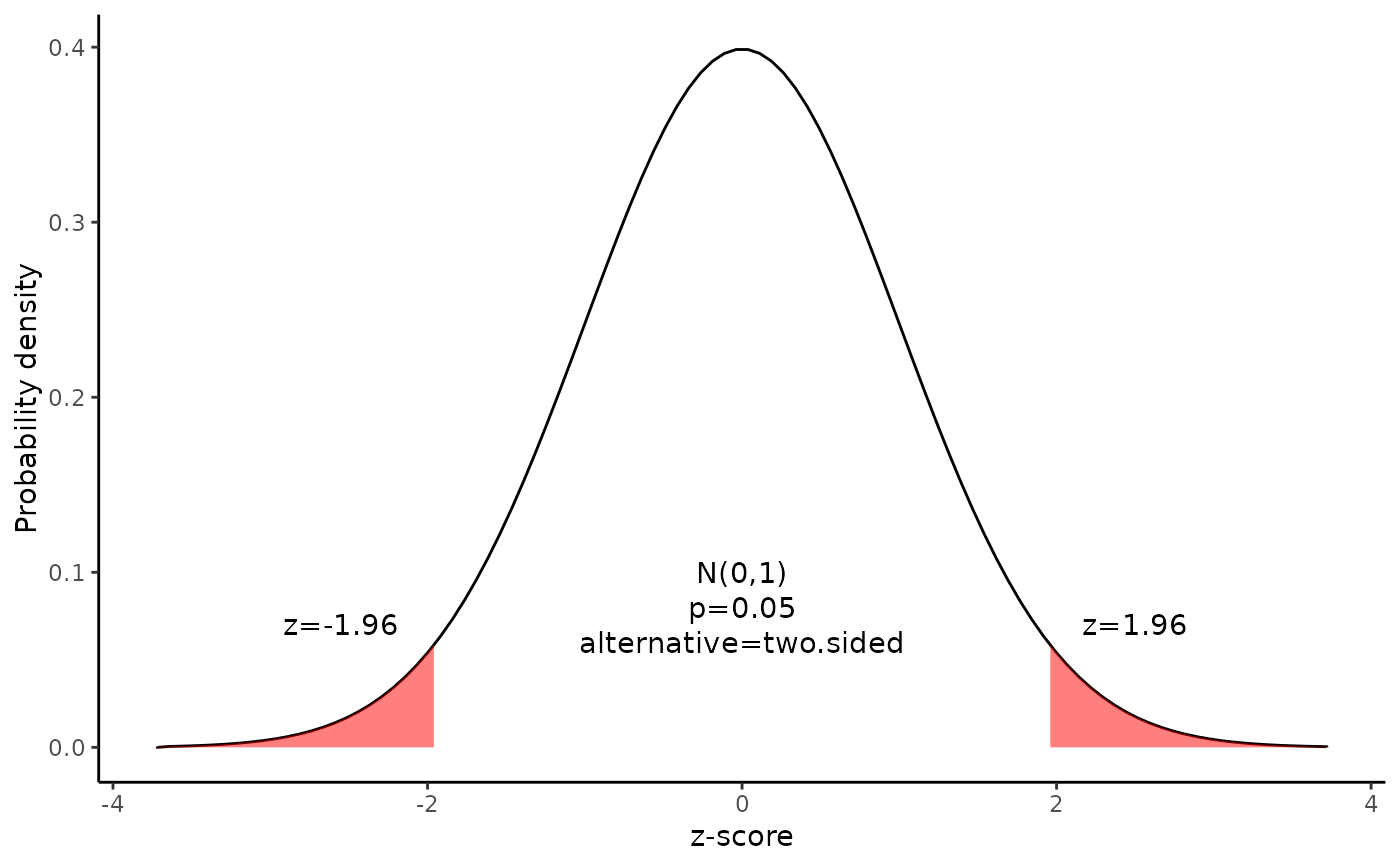 0.4
0.3
0.2
0.1
0.0
Probability density
N(0,1)
p=0.05
alternative=two.sided
z=-1.96
z=1.96
-4
-2
0
2
4
z-score